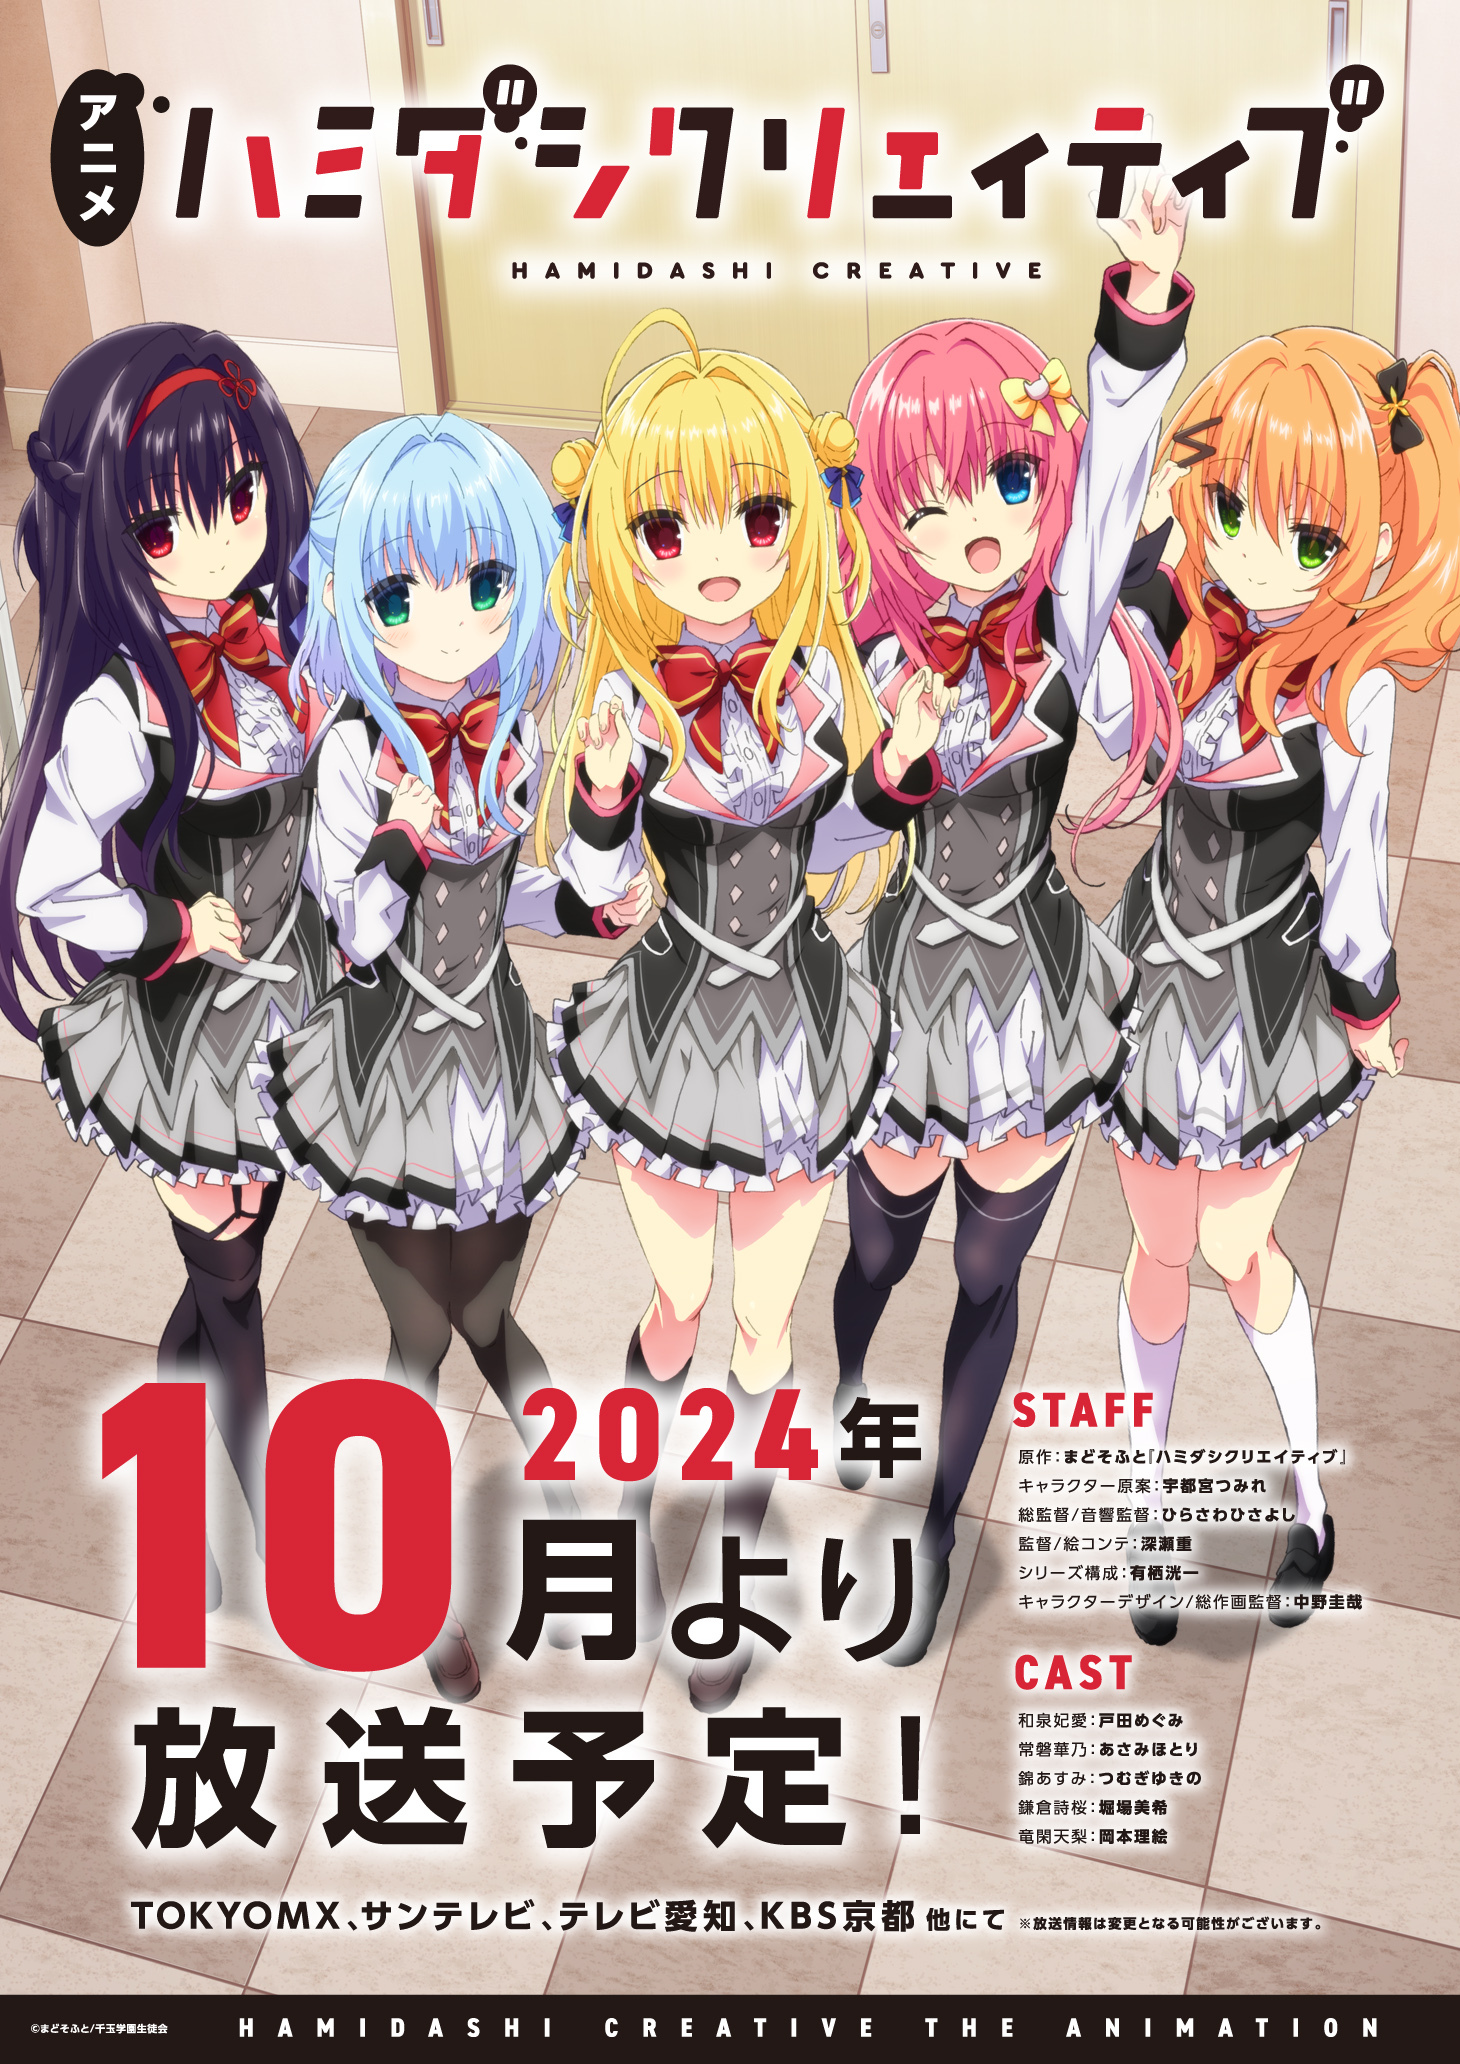 アニメ
ハミダシクリエイティブ
HAMIDASHI CREATIVE
2024年
10月より
放送予定!
TOKYOMX、サンテレビ、テレビ愛知、KBS京都 他にて ※放送情報は変更となる可能性がございます。
STAFF
原作:まどそふと『ハミダシクリエイティブ』
キャラクター原案:宇都宮つみれ
総監督/音響監督:ひらさわひさよし
監督/絵コンテ:深瀬重
シリーズ構成:有栖洸一
キャラクターデザイン/総作画監督:中野圭哉
CAST
和泉妃愛:戸田めぐみ
常磐華乃:あさみほとり
錦あすみ:つむぎゆきの
鎌倉詩桜:堀場美希
竜閑天梨:岡本理絵
©まどそふと/千玉学園生徒会
HAMIDASHI CREATIVE THE ANIMATION